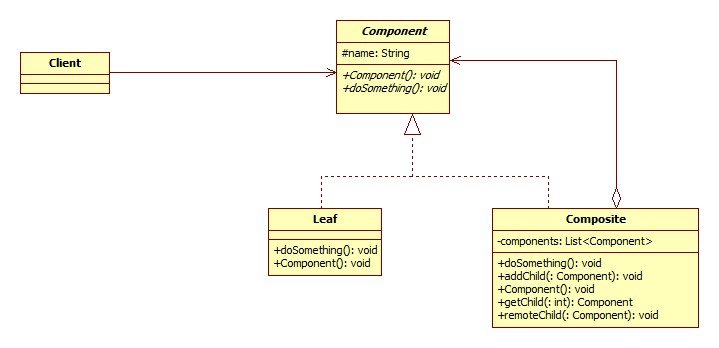 Component
#name: String
+Component(): void
+doSomething(): void
Client
Leaf
+doSomething(): void
+Component(): void
Composite
-components: List<Component>
+doSomething(): void
+addChild(: Component): void
+Component(): void
+getChild(: int): Component
+remoteChild(: Component): void